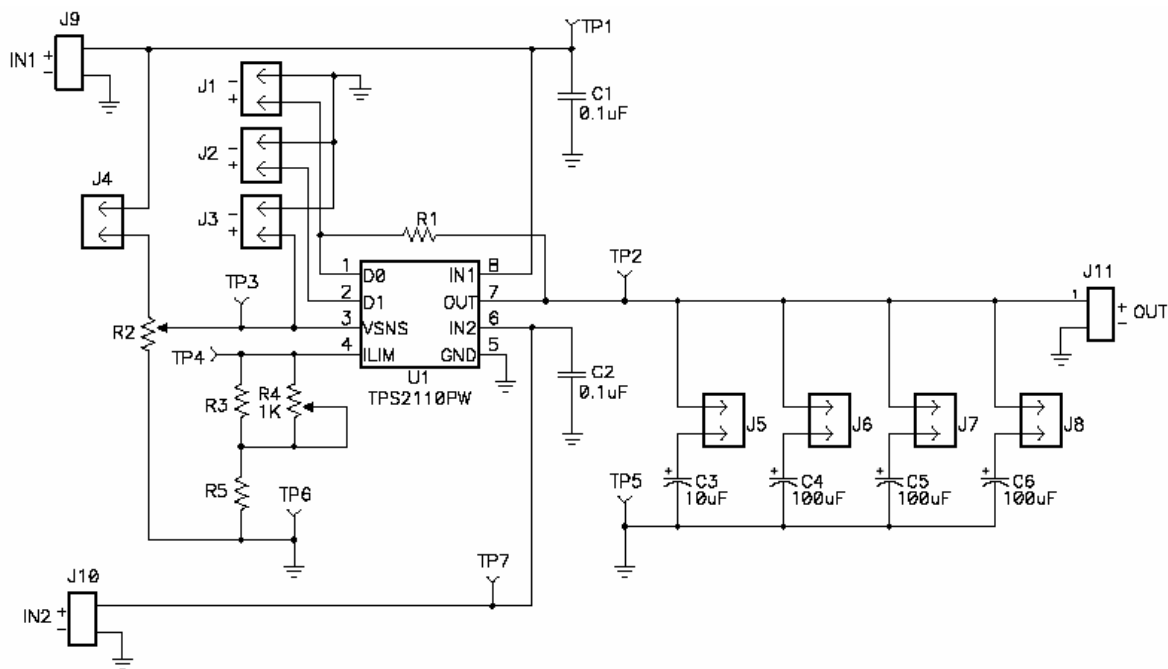 J9
IN1 +
-
TP1
J1 -
+
C1
0.1uF
J2 -
+
J4
J3 -
+
R1
TP3
TP2
J11
1 D0 IN1 8
2 D1 OUT 7
3 VSNS IN2 6
4 ILIM GND 5
U1
TPS2110PW
1
+
- OUT
R2
TP4
R3
R4
1K
C2
0.1uF
J5
J6
J7
J8
R5
TP6
TP5
+ C3
10uF
+ C4
100uF
+ C5
100uF
+ C6
100uF
J10
IN2 +
-
TP7